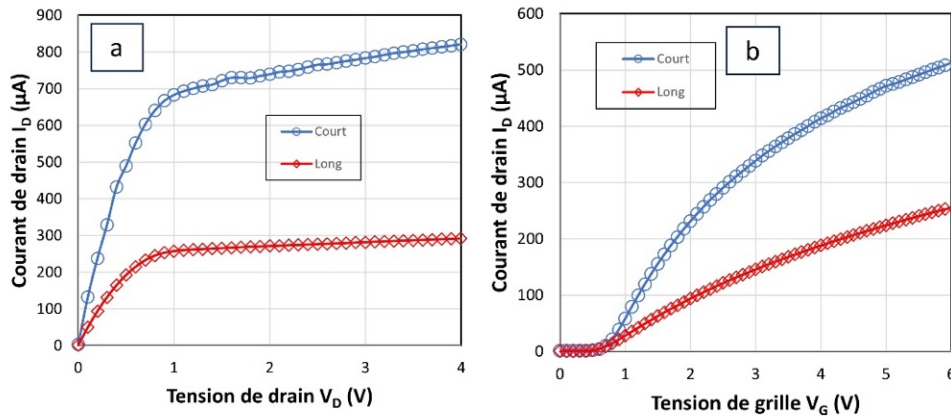 a
900
800
700
600
500
400
300
200
100
0
Courant de drain I_D (µA)
Court
Long
0 1 2 3 4
Tension de drain V_D (V)
b
600
500
400
300
200
100
0
Courant de drain I_D (µA)
Court
Long
0 1 2 3 4 5 6
Tension de grille V_G (V)